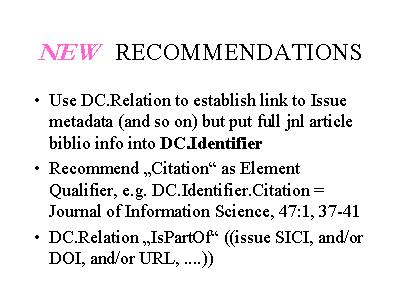 NEW RECOMMENDATIONS
• Use DC.Relation to establish link to Issue
metadata (and so on) but put full jnl article
biblio info into DC.Identifier
• Recommend „Citation“ as Element
Qualifier, e.g. DC.Identifier.Citation =
Journal of Information Science, 47:1, 37-41
• DC.Relation „IsPartOf“ ((issue SICI, and/or
DOI, and/or URL, ....))